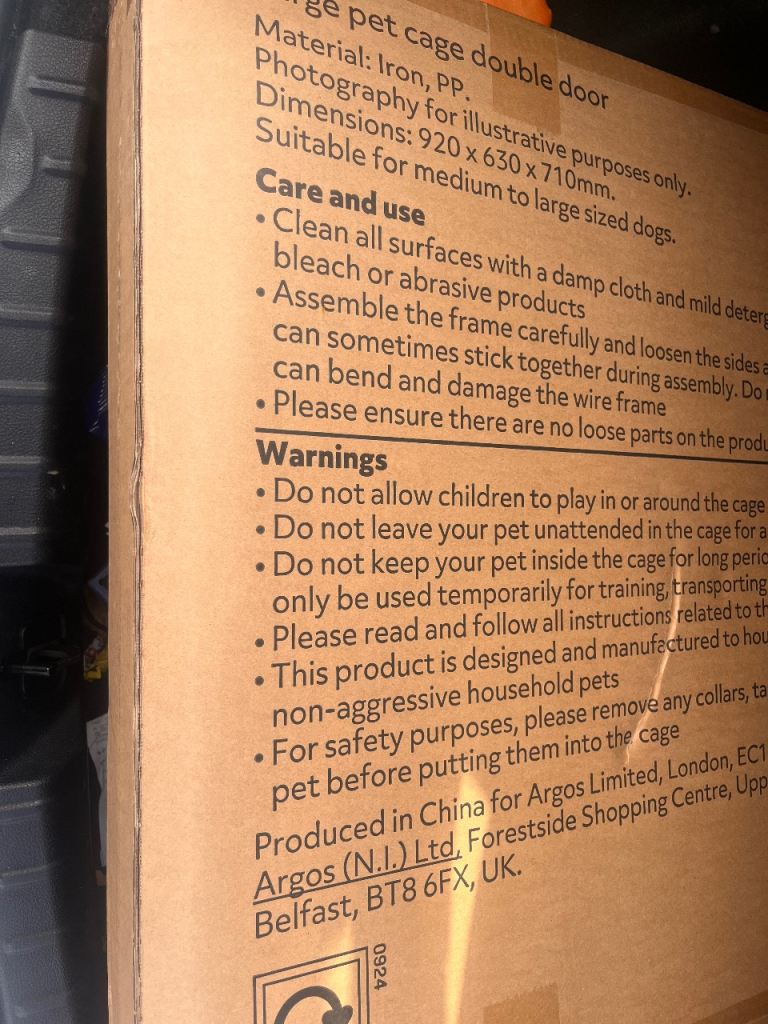 pet cage double door
Material: Iron, PP.
Photography for illustrative purposes only.
Dimensions: 920 x 630 x 710mm.
Suitable for medium to large sized dogs.
Care and use
• Clean all surfaces with a damp cloth and mild
bleach or abrasive products
• Assemble the frame carefully and loosen the sides
can sometimes stick together during assembly. Do
can bend and damage the wire frame
• Please ensure there are no loose parts on the
Warnings
• Do not allow children to play in or around the cage
• Do not leave your pet unattended in the cage for
• Do not keep your pet inside the cage for long
only be used temporarily for training, transporting
• Please read and follow all instructions related to
• This product is designed and manufactured to
non-aggressive household pets
• For safety purposes, please remove any collars,
pet before putting them into the cage
Produced in China for Argos Limited, London, EC1
Argos (N.I.) Ltd, Forestside Shopping Centre,
Belfast, BT8 6FX, UK.
0924